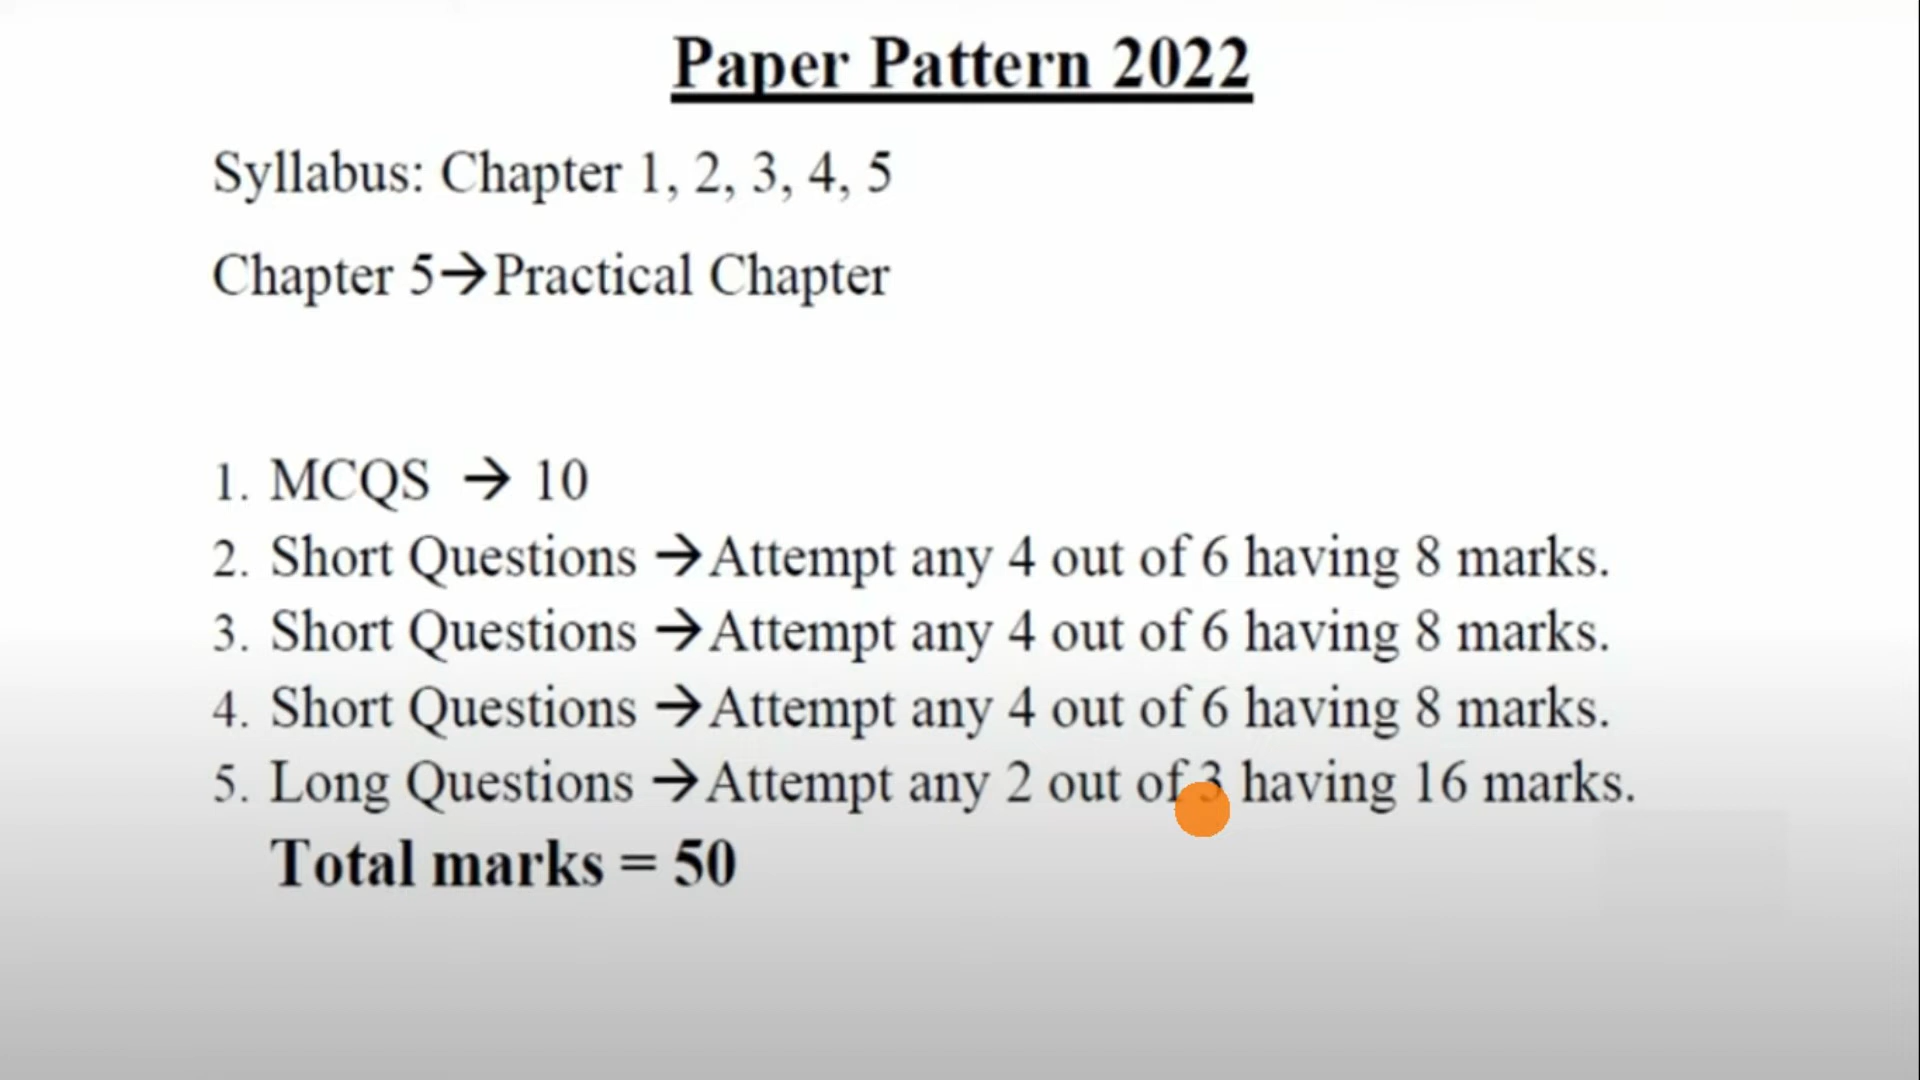 Paper Pattern 2022
Syllabus: Chapter 1, 2, 3, 4, 5
Chapter 5→Practical Chapter
1. MCQS → 10
2. Short Questions →Attempt any 4 out of 6 having 8 marks.
3. Short Questions →Attempt any 4 out of 6 having 8 marks.
4. Short Questions →Attempt any 4 out of 6 having 8 marks.
5. Long Questions →Attempt any 2 out of 3 having 16 marks.
Total marks = 50